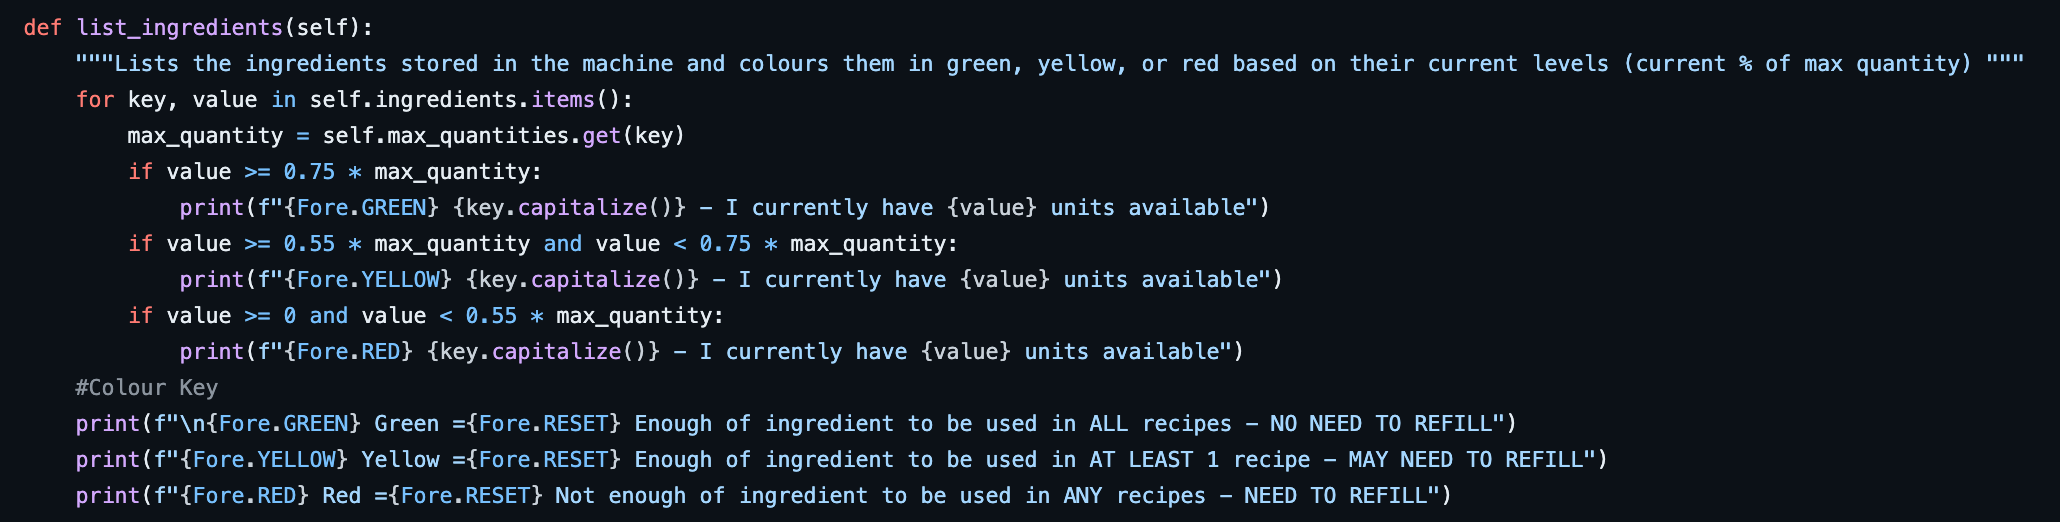 def list_ingredients(self):
    """Lists the ingredients stored in the machine and colours them in green, yellow, or red based on their current levels (current % of max quantity) """
    for key, value in self.ingredients.items():
        max_quantity = self.max_quantities.get(key)
        if value >= 0.75 * max_quantity:
            print(f"{Fore.GREEN} {key.capitalize()} - I currently have {value} units available")
        if value >= 0.55 * max_quantity and value < 0.75 * max_quantity:
            print(f"{Fore.YELLOW} {key.capitalize()} - I currently have {value} units available")
        if value >= 0 and value < 0.55 * max_quantity:
            print(f"{Fore.RED} {key.capitalize()} - I currently have {value} units available")
    #Colour Key
    print(f"\n{Fore.GREEN} Green ={Fore.RESET} Enough of ingredient to be used in ALL recipes - NO NEED TO REFILL")
    print(f"{Fore.YELLOW} Yellow ={Fore.RESET} Enough of ingredient to be used in AT LEAST 1 recipe - MAY NEED TO REFILL")
    print(f"{Fore.RED} Red ={Fore.RESET} Not enough of ingredient to be used in ANY recipes - NEED TO REFILL")